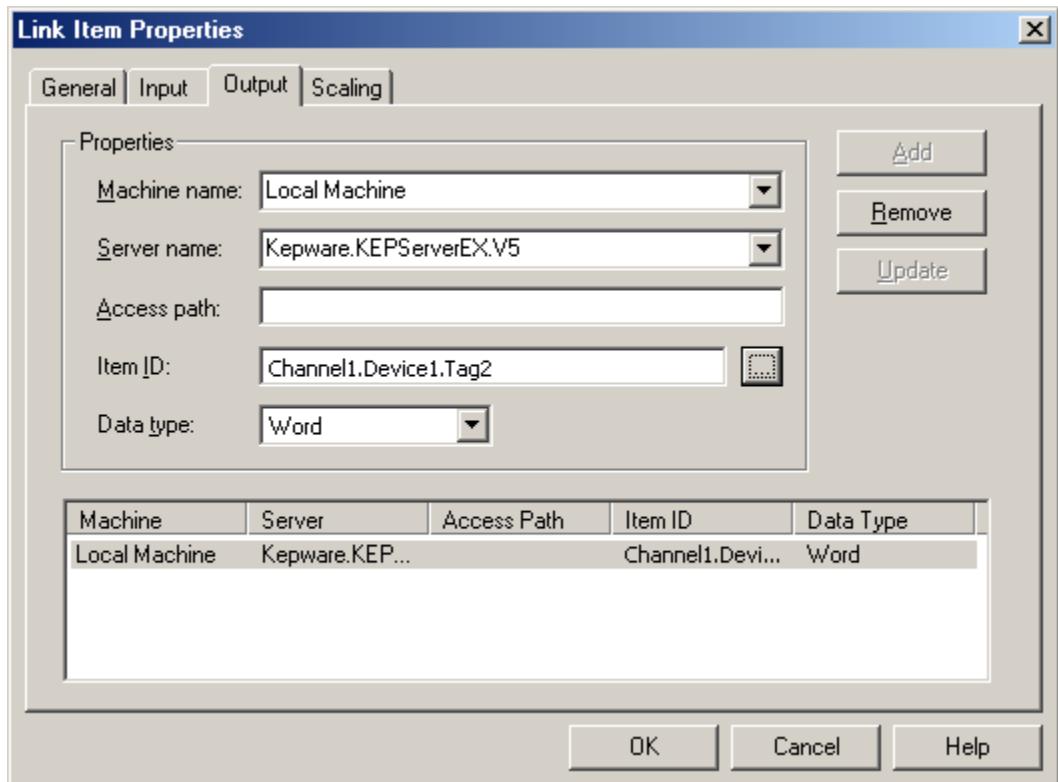 Link Item Properties
General Input Output Scaling
Properties
Add
Machine name: Local Machine
Remove
Server name: Kepware.KEPServerEX.V5
Update
Access path:
Item ID: Channel1.Device1.Tag2 ...
Data type: Word
Machine Server Access Path Item ID Data Type
Local Machine Kepware.KEP... Channel1.Devi... Word
OK Cancel Help